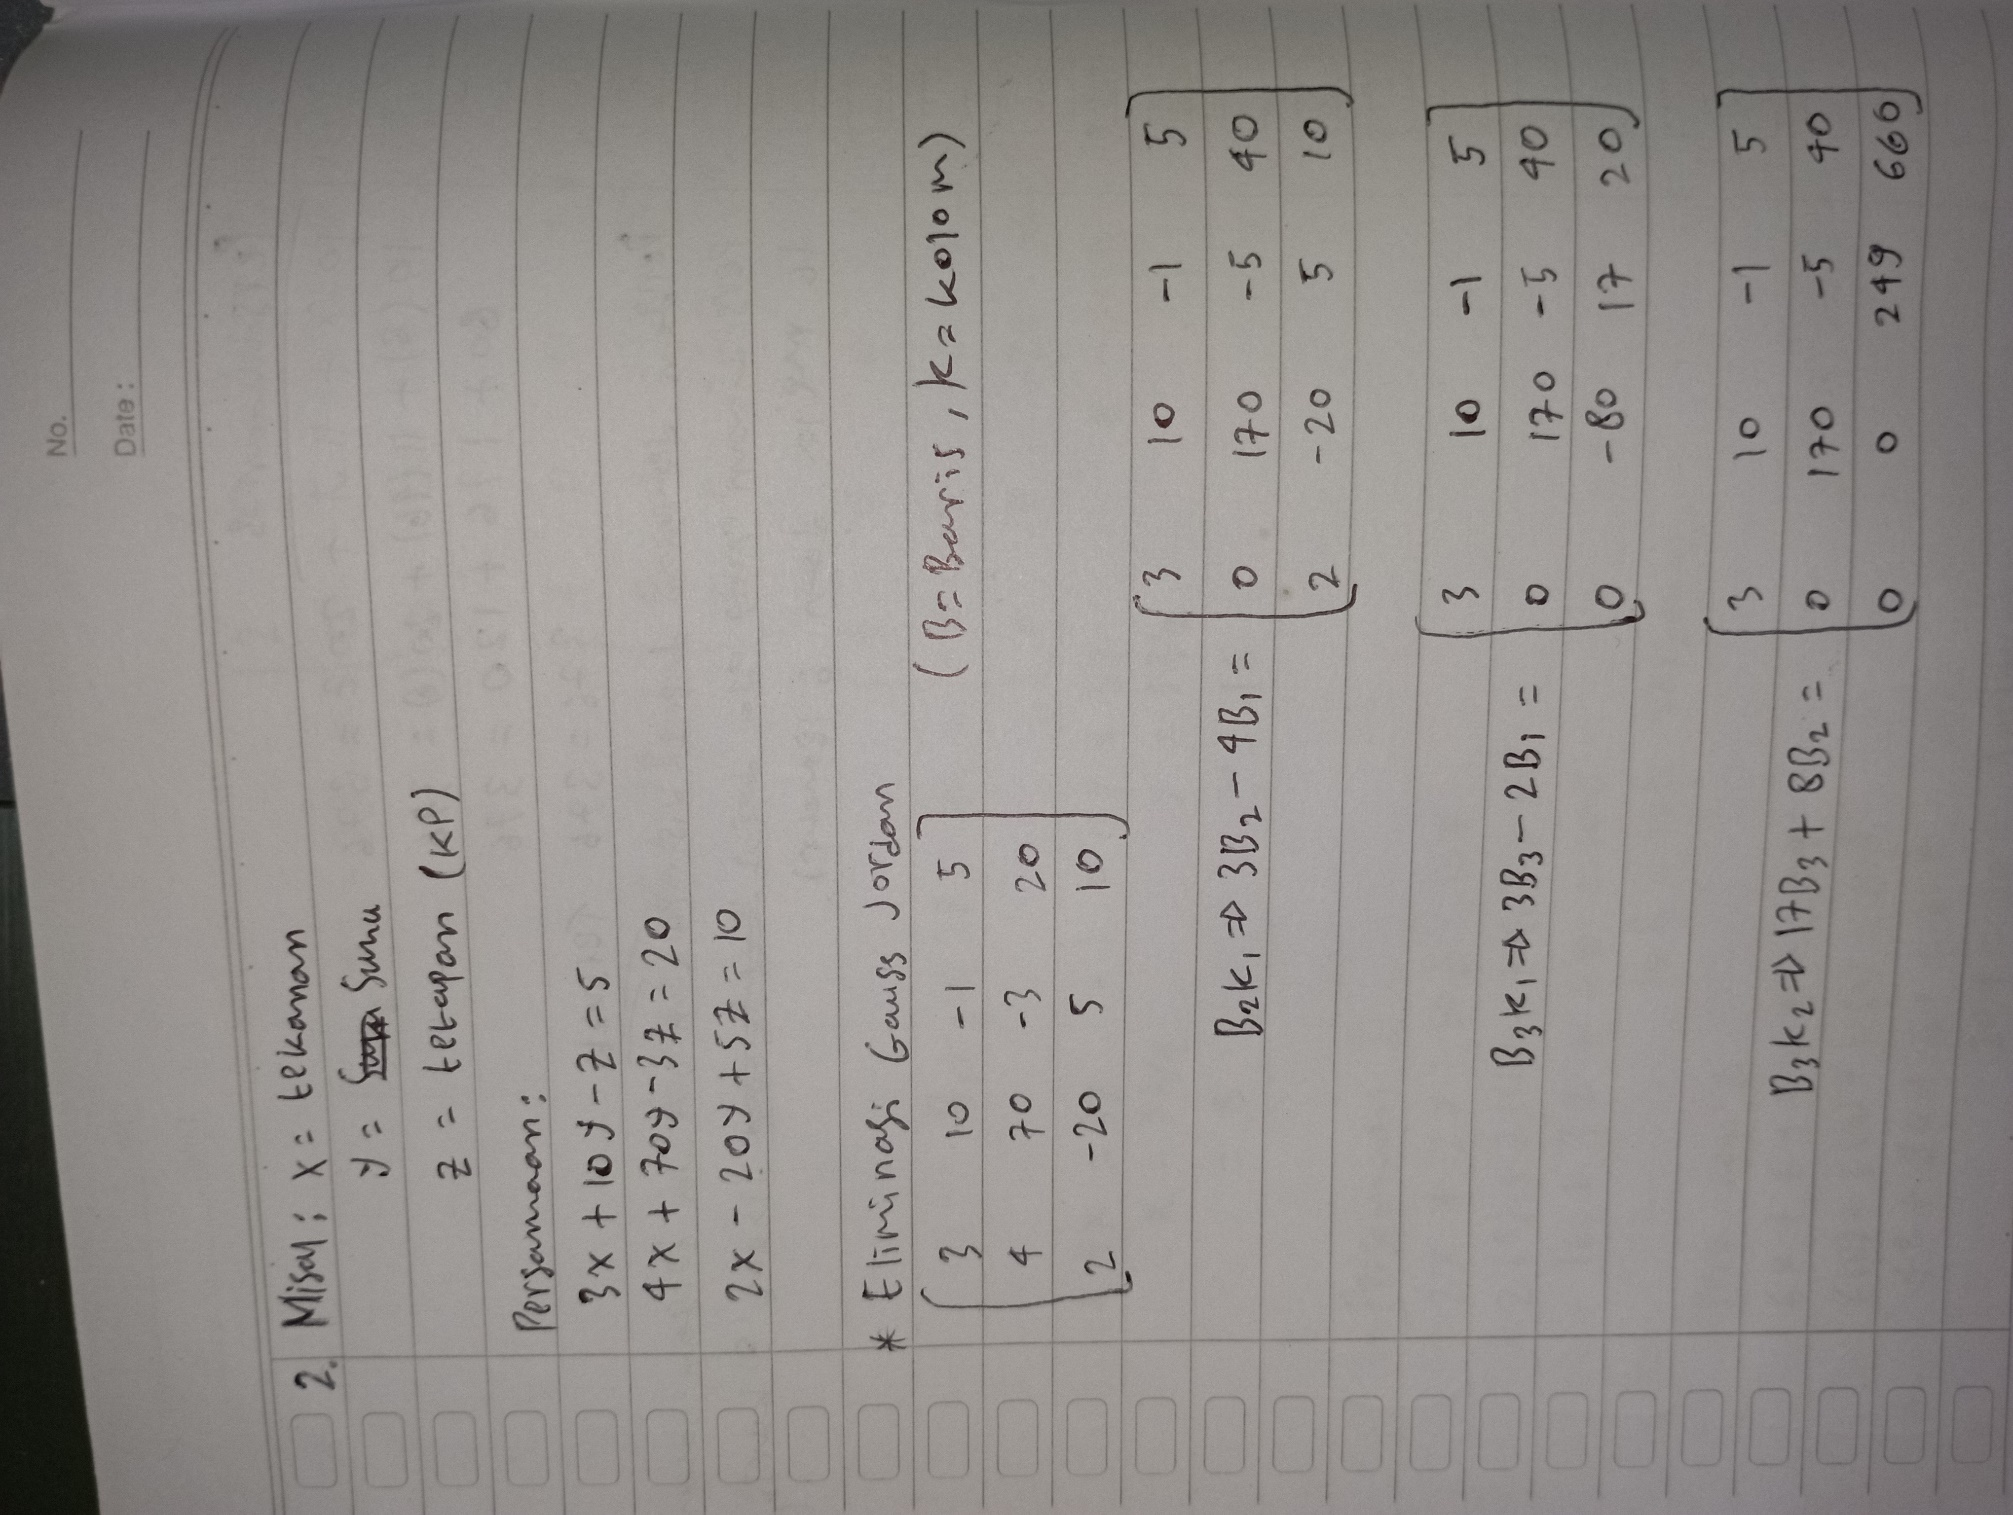 No.
Date:
2. Misal: x = tekanan
y = Suhu
z = tetapan (KP)
Persamaan:
3x + 10y - z = 5
4x + 70y - 3z = 20
2x - 20y + 5z = 10
* Eliminasi Gauss Jordan (B = Baris, k = kolom)
3 10 -1 5
4 70 -3 20
2 -20 5 10
3 10 -1 5
B2k1 => 3B2 - 4B1 = 0 170 -5 40
2 -20 5 10
3 10 -1 5
B3k1 => 3B3 - 2B1 = 0 170 -5 40
0 -80 17 20
3 10 -1 5
B3k2 => 17B3 + 8B2 = 0 170 -5 40
0 0 249 660